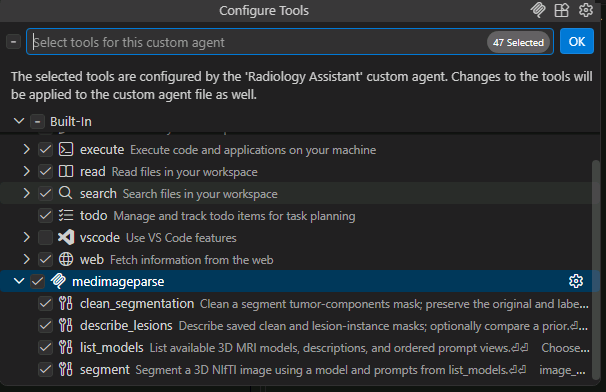 Configure Tools
Select tools for this custom agent
47 Selected
OK
The selected tools are configured by the 'Radiology Assistant' custom agent. Changes to the tools will
be applied to the custom agent file as well.
Built-In
execute Execute code and applications on your machine
read Read files in your workspace
search Search files in your workspace
todo Manage and track todo items for task planning
vscode Use VS Code features
web Fetch information from the web
medimageparse
clean_segmentation Clean a segment tumor-components mask; preserve the original and labe...
describe_lesions Describe saved clean and lesion-instance masks; optionally compare a prior.⏎...
list_models List available 3D MRI models, descriptions, and ordered prompt views.⏎⏎ Choose...
segment Segment a 3D NIfTI image using a model and prompts from list_models.⏎⏎ image_...